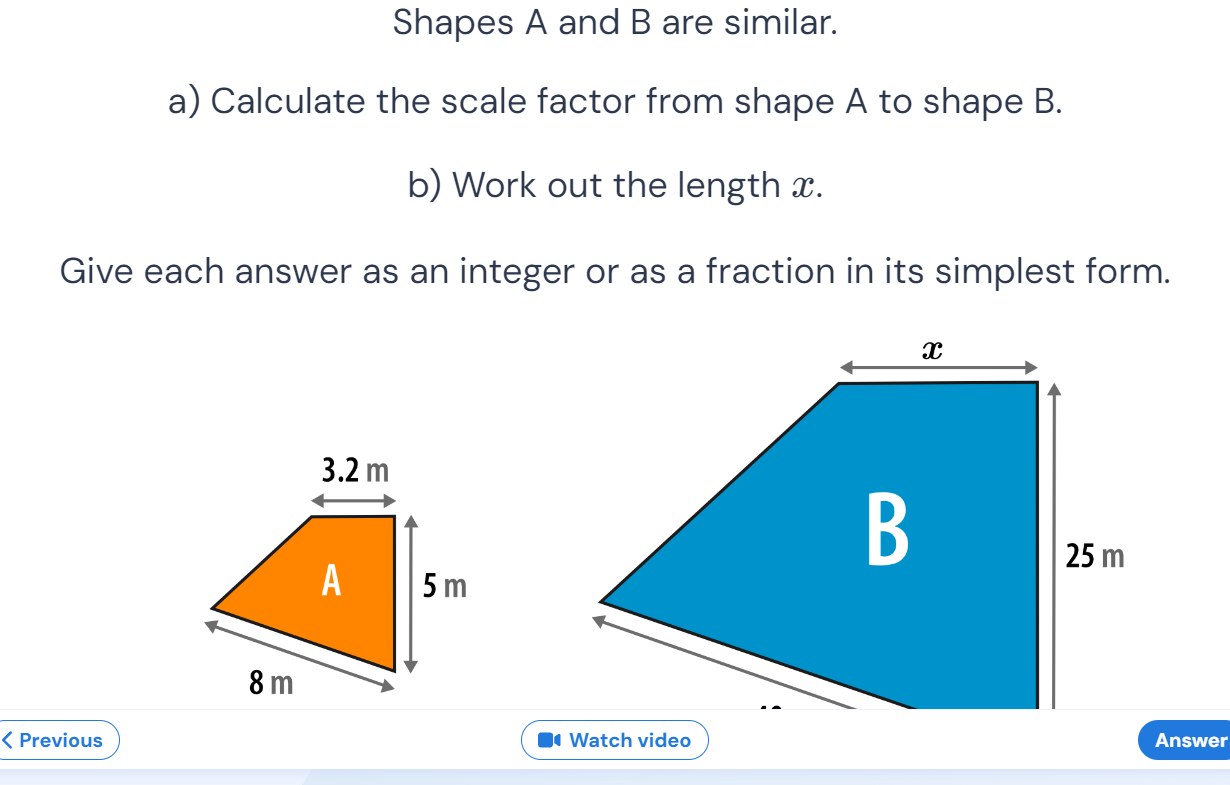 Shapes A and B are similar.
a) Calculate the scale factor from shape A to shape B.
b) Work out the length x.
Give each answer as an integer or as a fraction in its simplest form.
x
3.2 m
B
25 m
A
5 m
8 m
Previous
Watch video
Answer